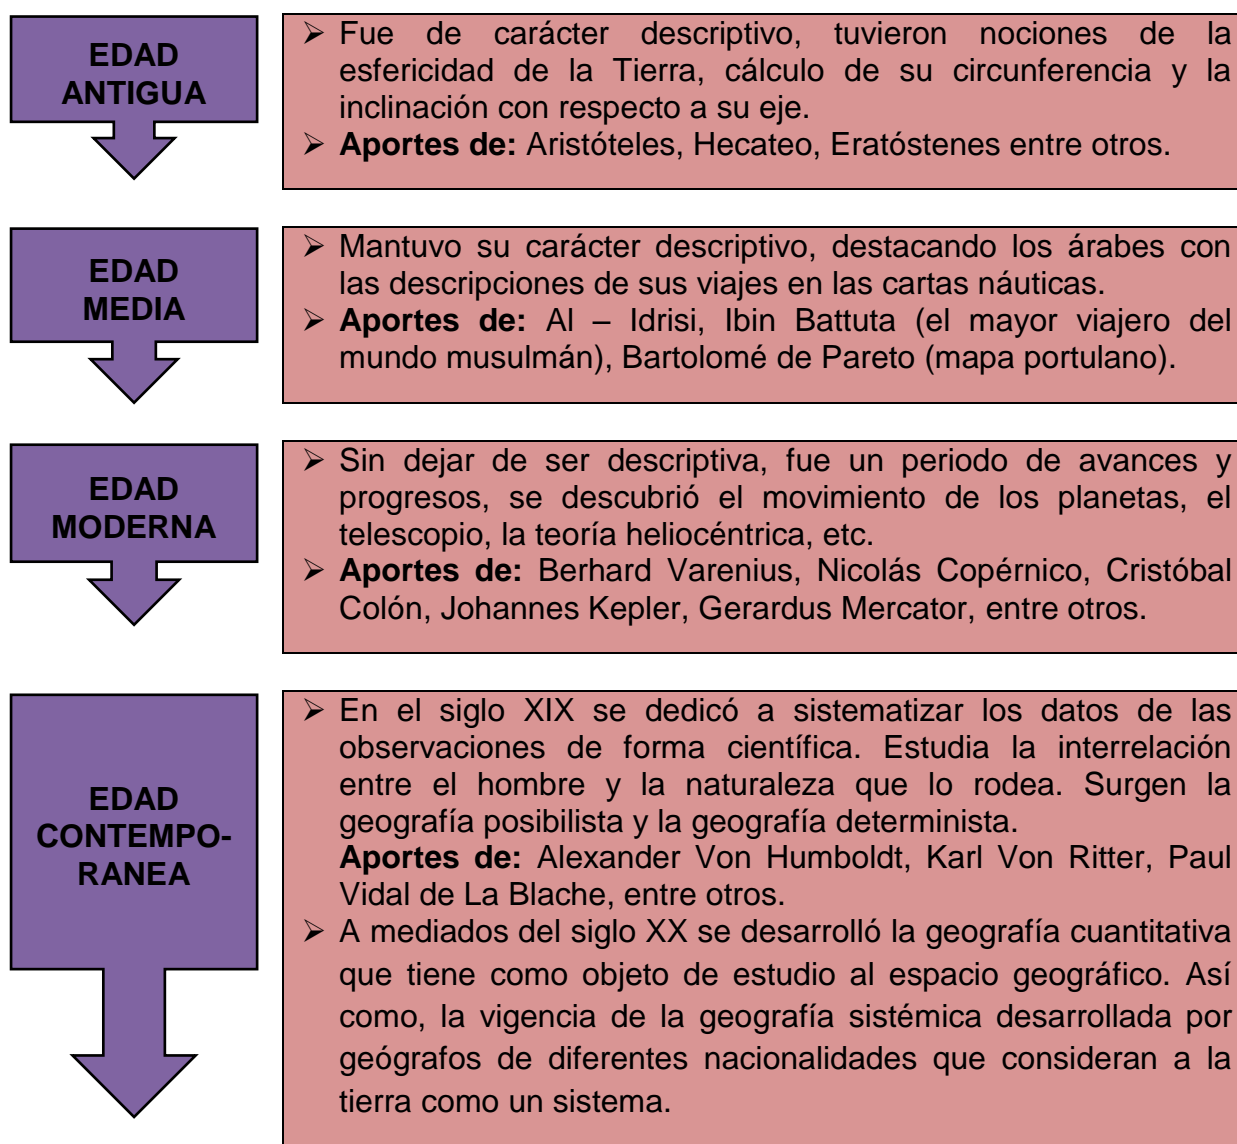 EDAD
ANTIGUA
➢ Fue de carácter descriptivo, tuvieron nociones de la
esfericidad de la Tierra, cálculo de su circunferencia y la
inclinación con respecto a su eje.
➢ Aportes de: Aristóteles, Hecateo, Eratóstenes entre otros.
EDAD
MEDIA
➢ Mantuvo su carácter descriptivo, destacando los árabes con
las descripciones de sus viajes en las cartas náuticas.
➢ Aportes de: Al – Idrisi, Ibin Battuta (el mayor viajero del
mundo musulmán), Bartolomé de Pareto (mapa portulano).
EDAD
MODERNA
➢ Sin dejar de ser descriptiva, fue un periodo de avances y
progresos, se descubrió el movimiento de los planetas, el
telescopio, la teoría heliocéntrica, etc.
➢ Aportes de: Berhard Varenius, Nicolás Copérnico, Cristóbal
Colón, Johannes Kepler, Gerardus Mercator, entre otros.
EDAD
CONTEMPO-
RANEA
➢ En el siglo XIX se dedicó a sistematizar los datos de las
observaciones de forma científica. Estudia la interrelación
entre el hombre y la naturaleza que lo rodea. Surgen la
geografía posibilista y la geografía determinista.
Aportes de: Alexander Von Humboldt, Karl Von Ritter, Paul
Vidal de La Blache, entre otros.
➢ A mediados del siglo XX se desarrolló la geografía cuantitativa
que tiene como objeto de estudio al espacio geográfico. Así
como, la vigencia de la geografía sistémica desarrollada por
geógrafos de diferentes nacionalidades que consideran a la
tierra como un sistema.